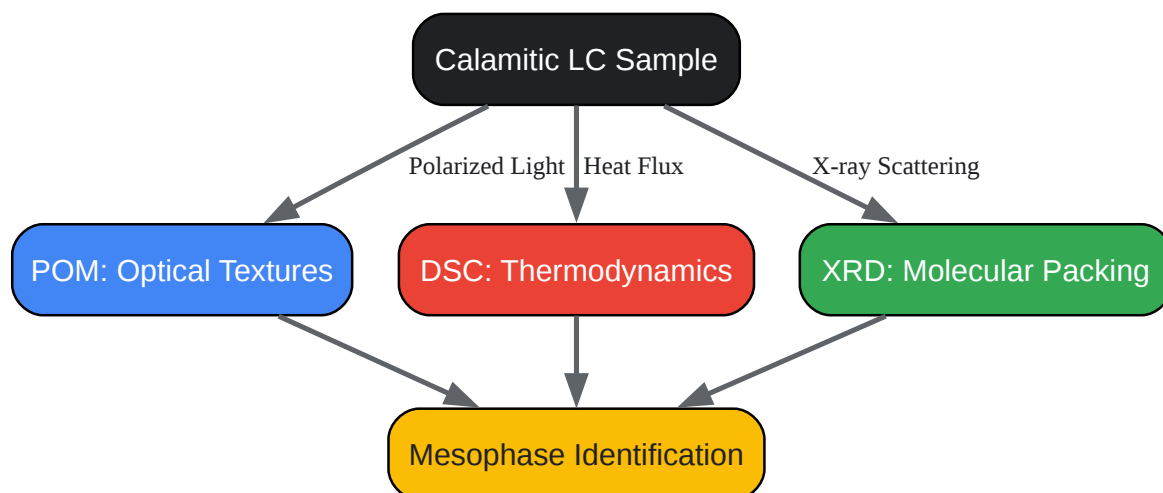 Calamitic LC Sample
Polarized Light
Heat Flux
X-ray Scattering
POM: Optical Textures
DSC: Thermodynamics
XRD: Molecular Packing
Mesophase Identification